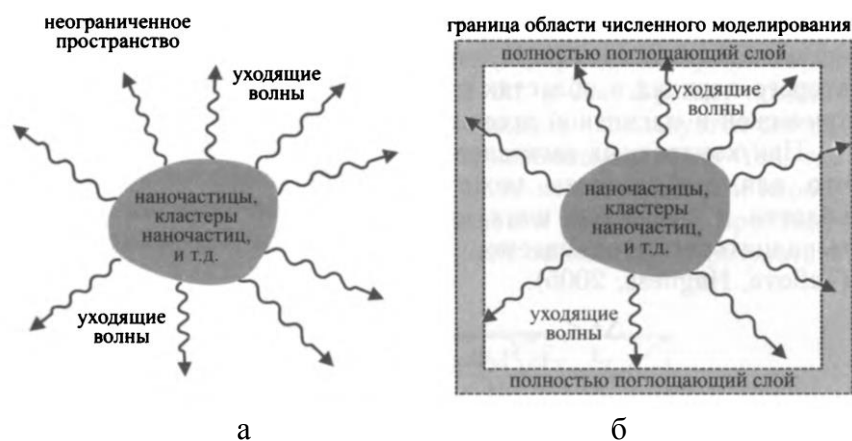 неограниченное
пространство
уходящие
волны
наночастицы,
кластеры
наночастиц,
и т.д.
уходящие
волны
а
граница области численного моделирования
полностью поглощающий слой
уходящие
волны
наночастицы,
кластеры
наночастиц,
и т.д.
уходящие
волны
полностью поглощающий слой
б